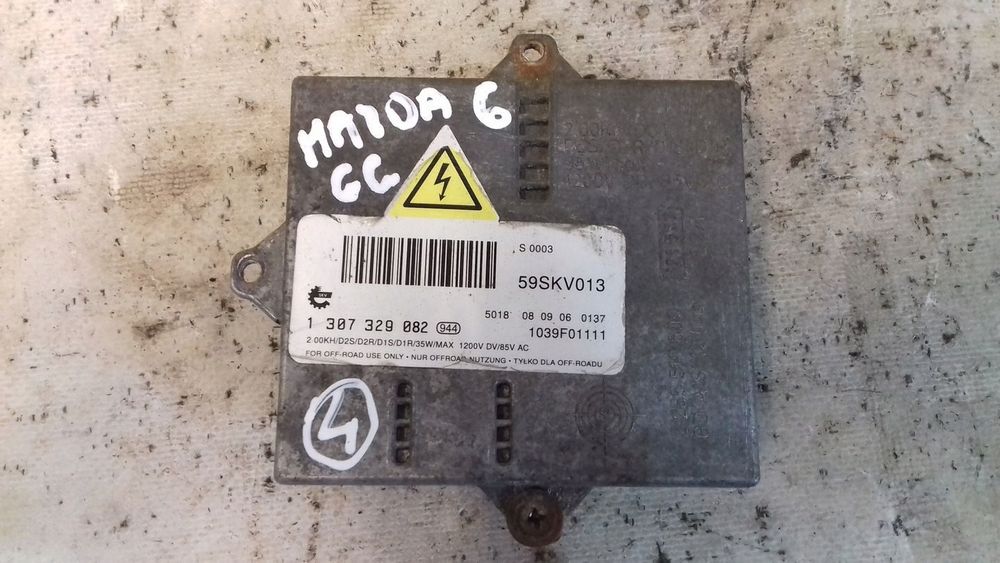 MAZDA 6
GG
S 0003
59SKV013
SKV
5018 08 09 06 0137
1 307 329 082 944 1039F01111
2 00KH/D2S/D2R/D1S/D1R/35W/MAX 1200V DV/85V AC
FOR OFF-ROAD USE ONLY • NUR OFFROAD NUTZUNG • TYŁKO DLA OFF-ROADU
4